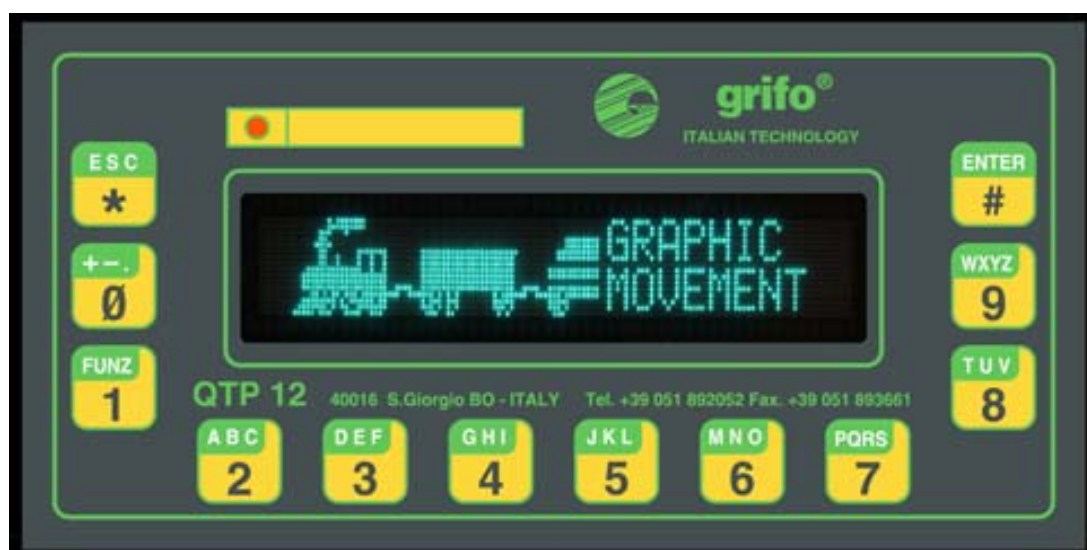 grifo®
ITALIAN TECHNOLOGY
ESC
*
ENTER
#
GRAPHIC
MOVEMENT
+-.
0
WXYZ
9
FUNZ
1
TUV
8
QTP 12 40016 S.Giorgio BO - ITALY Tel. +39 051 892052 Fax. +39 051 893661
ABC
2
DEF
3
GHI
4
JKL
5
MNO
6
PQRS
7